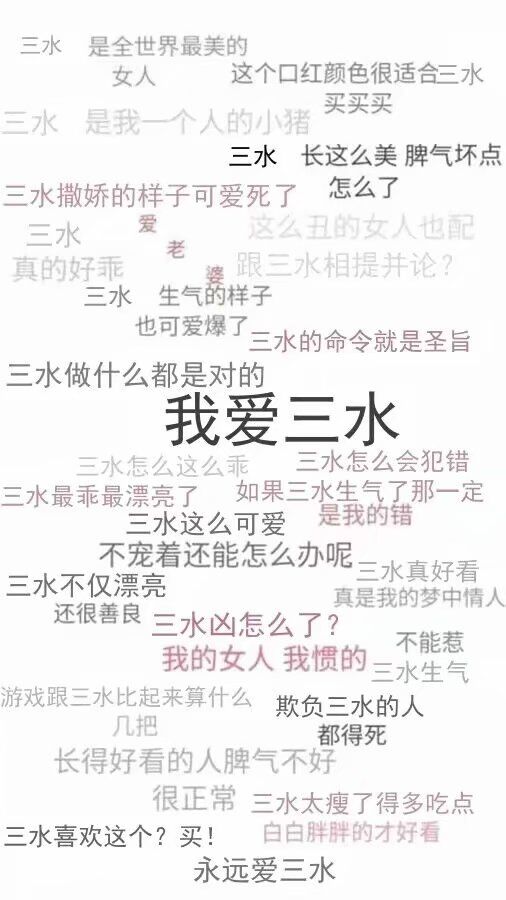 三水 是全世界最美的
女人
这个口红颜色很适合三水
买买买
三水 是我一个人的小猪
三水 长这么美 脾气坏点
怎么了
三水撒娇的样子可爱死了
爱
老
婆
三水
真的好乖
这么丑的女人也配
跟三水相提并论？
三水 生气的样子
也可爱爆了
三水的命令就是圣旨
三水做什么都是对的
我爱三水
三水怎么这么乖
三水怎么会犯错
三水最乖最漂亮了
如果三水生气了那一定
是我的错
三水这么可爱
不宠着还能怎么办呢
三水真好看
真是我的梦中情人
三水不仅漂亮
还很善良
三水凶怎么了？
我的女人 我惯的
不能惹
三水生气
游戏跟三水比起来算什么
几把
欺负三水的人
都得死
长得好看的人脾气不好
很正常
三水太瘦了得多吃点
白白胖胖的才好看
三水喜欢这个？买！
永远爱三水